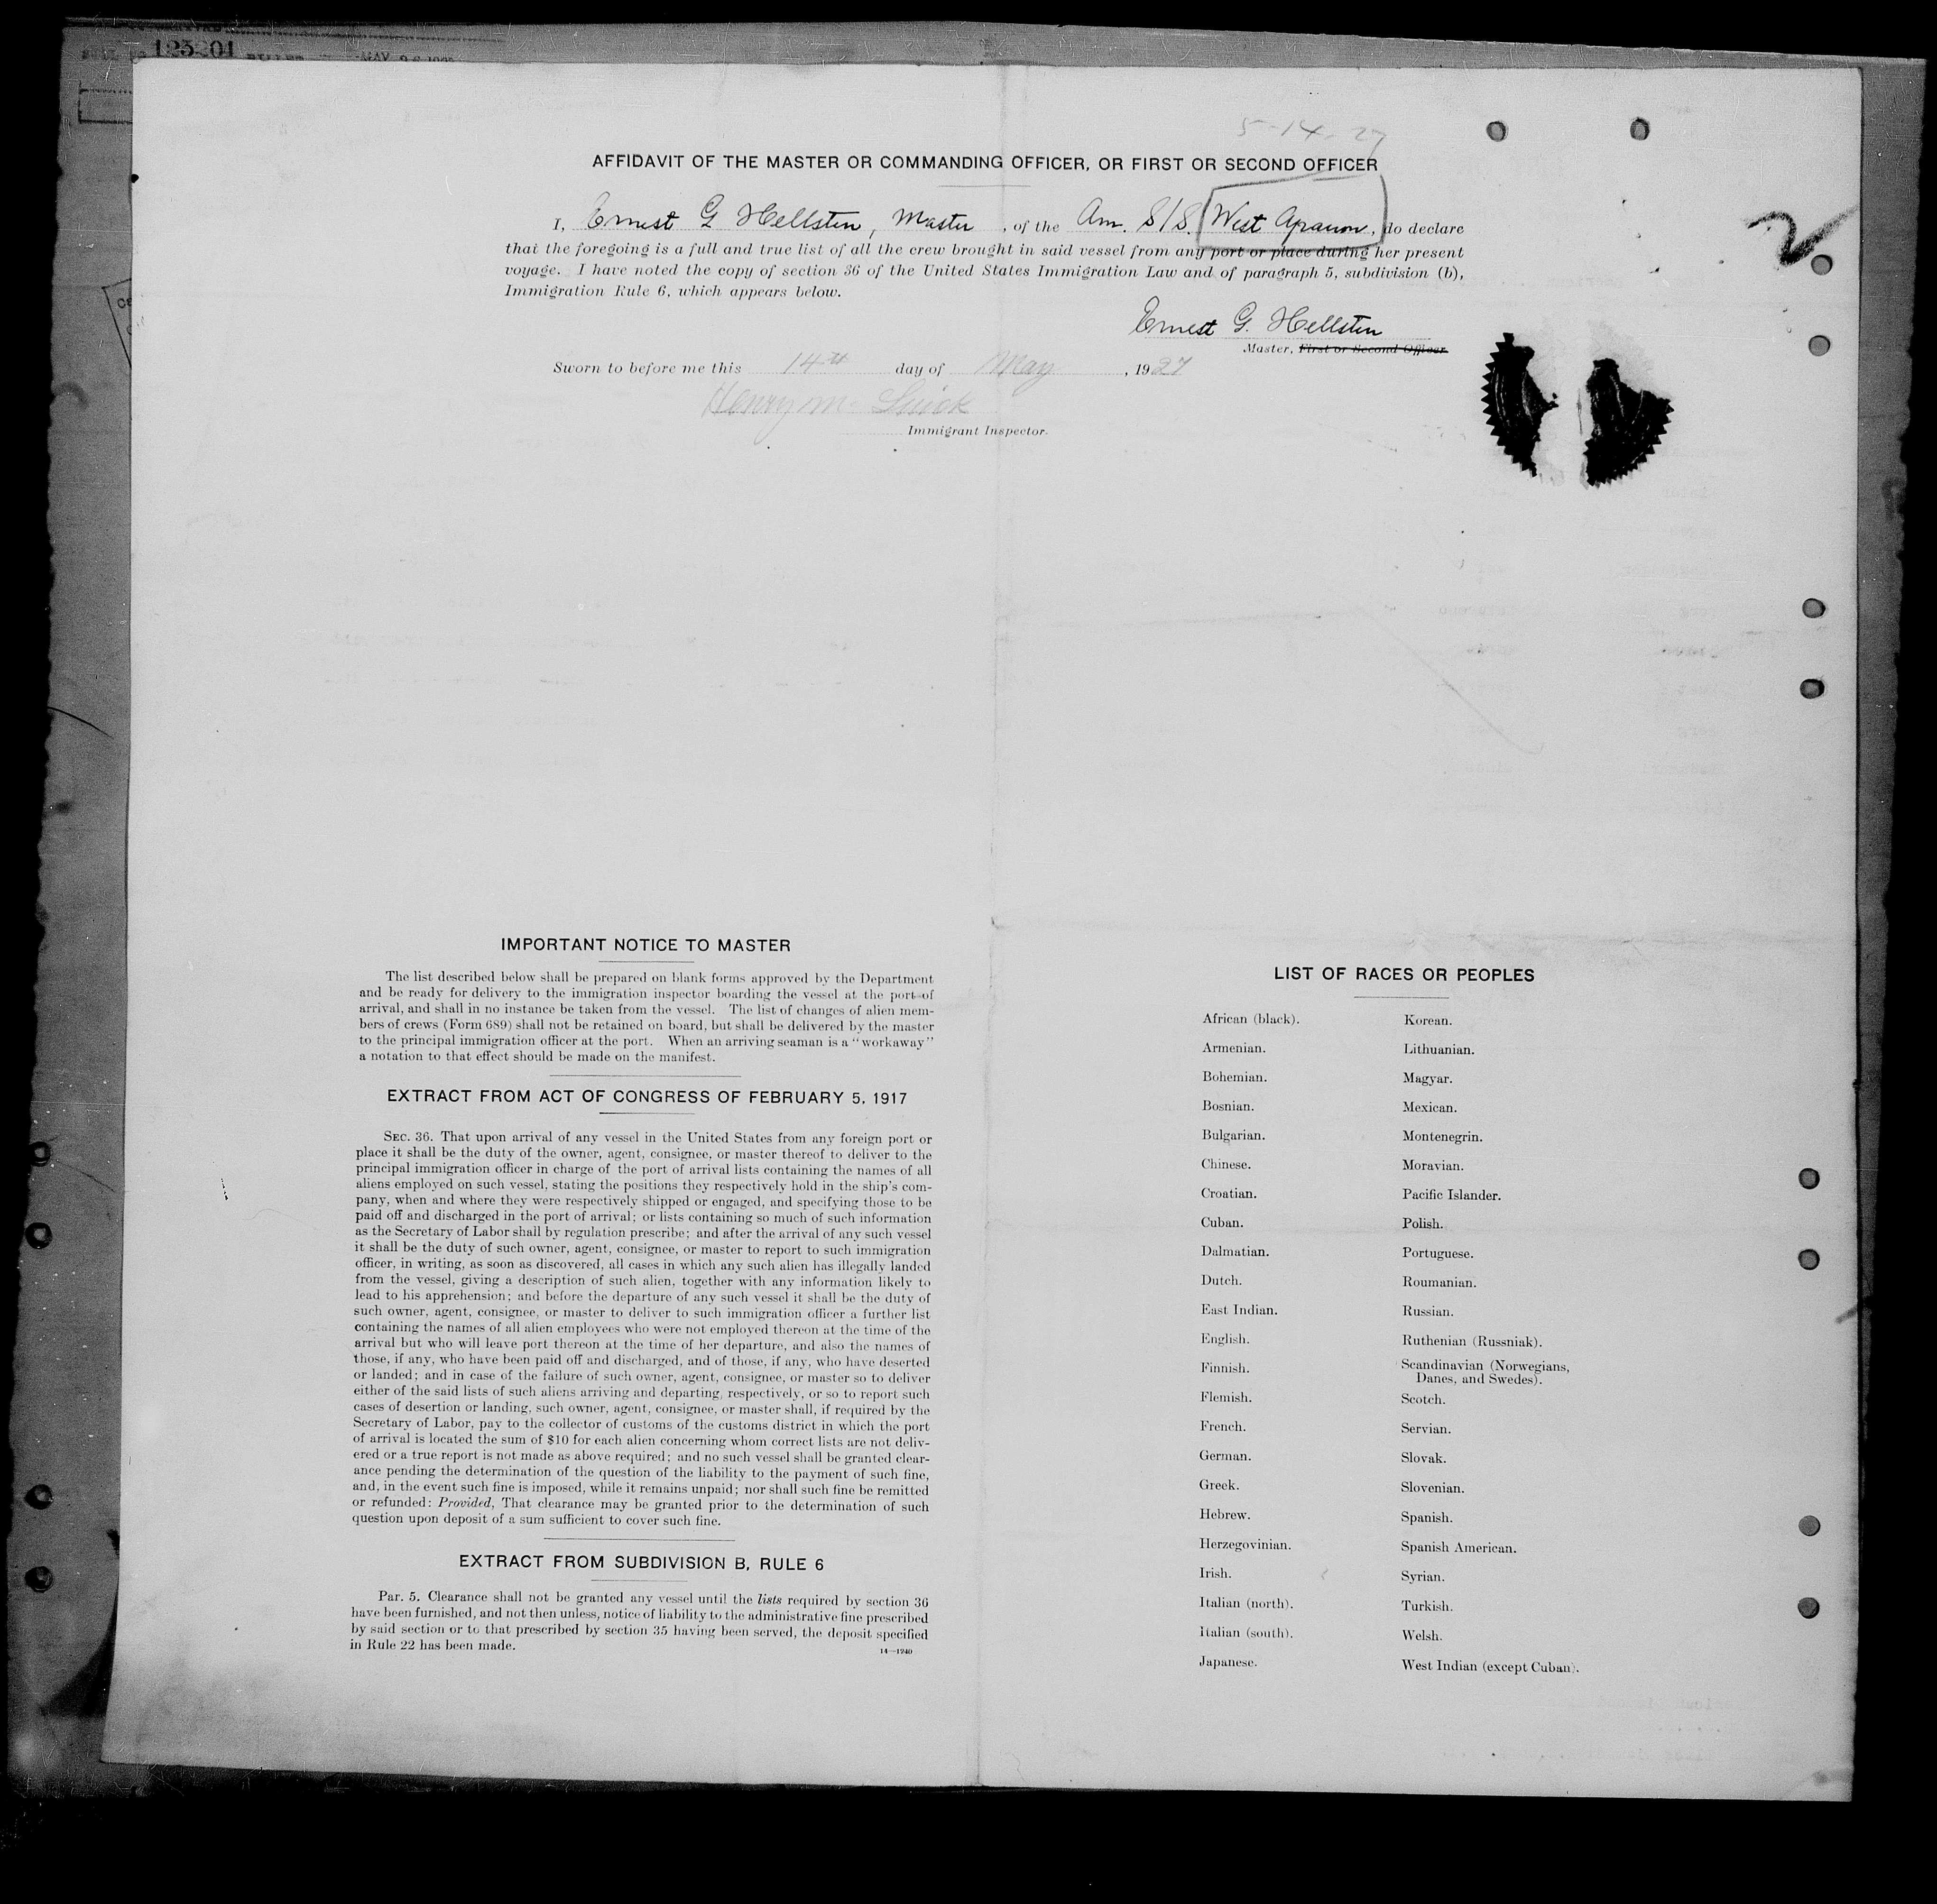 125 01
5-14-27
AFFIDAVIT OF THE MASTER OR COMMANDING OFFICER, OR FIRST OR SECOND OFFICER
I, Ernest G Hellsten, Master, of the Am. S/S. West, do declare
that the foregoing is a full and true list of all the crew brought in said vessel from any port or place during her present
voyage. I have noted the copy of section 36 of the United States Immigration Law and of paragraph 5, subdivision (b),
Immigration Rule 6, which appears below.
2
Ernest G. Hellsten
Master, First or Second Officer.
Sworn to before me this 14th day of May, 1927
Henry
Immigrant Inspector.
IMPORTANT NOTICE TO MASTER
The list described below shall be prepared on blank forms approved by the Department
and be ready for delivery to the immigration inspector boarding the vessel at the port of
arrival, and shall in no instance be taken from the vessel. The list of changes of alien mem-
bers of crews (Form 689) shall not be retained on board, but shall be delivered by the master
to the principal immigration officer at the port. When an arriving seaman is a "workaway"
a notation to that effect should be made on the manifest.
EXTRACT FROM ACT OF CONGRESS OF FEBRUARY 5, 1917
SEC. 36. That upon arrival of any vessel in the United States from any foreign port or
place it shall be the duty of the owner, agent, consignee, or master thereof to deliver to the
principal immigration officer in charge of the port of arrival lists containing the names of all
aliens employed on such vessel, stating the positions they respectively hold in the ship's com-
pany, when and where they were respectively shipped or engaged, and specifying those to be
paid off and discharged in the port of arrival; or lists containing so much of such information
as the Secretary of Labor shall by regulation prescribe; and after the arrival of any such vessel
it shall be the duty of such owner, agent, consignee, or master to report to such immigration
officer, in writing, as soon as discovered, all cases in which any such alien has illegally landed
from the vessel, giving a description of such alien, together with any information likely to
lead to his apprehension; and before the departure of any such vessel it shall be the duty of
such owner, agent, consignee, or master to deliver to such immigration officer a further list
containing the names of all alien employees who were not employed thereon at the time of the
arrival but who will leave port thereon at the time of her departure, and also the names of
those, if any, who have been paid off and discharged, and of those, if any, who have deserted
or landed; and in case of the failure of such owner, agent, consignee, or master so to deliver
either of the said lists of such aliens arriving and departing, respectively, or so to report such
cases of desertion or landing, such owner, agent, consignee, or master shall, if required by the
Secretary of Labor, pay to the collector of customs of the customs district in which the port
of arrival is located the sum of $10 for each alien concerning whom correct lists are not deliv-
ered or a true report is not made as above required; and no such vessel shall be granted clear-
ance pending the determination of the question of the liability to the payment of such fine,
and, in the event such fine is imposed, while it remains unpaid; nor shall such fine be remitted
or refunded: Provided, That clearance may be granted prior to the determination of such
question upon deposit of a sum sufficient to cover such fine.
EXTRACT FROM SUBDIVISION B, RULE 6
Par. 5. Clearance shall not be granted any vessel until the lists required by section 36
have been furnished, and not then unless, notice of liability to the administrative fine prescribed
by said section or to that prescribed by section 35 having been served, the deposit specified
in Rule 22 has been made.
14—1240
LIST OF RACES OR PEOPLES
African (black).
Armenian.
Bohemian.
Bosnian.
Bulgarian.
Chinese.
Croatian.
Cuban.
Dalmatian.
Dutch.
East Indian.
English.
Finnish.
Flemish.
French.
German.
Greek.
Hebrew.
Herzegovinian.
Irish.
Italian (north).
Italian (south).
Japanese.
Korean.
Lithuanian.
Magyar.
Mexican.
Montenegrin.
Moravian.
Pacific Islander.
Polish.
Portuguese.
Roumanian.
Russian.
Ruthenian (Russniak).
Scandinavian (Norwegians,
Danes, and Swedes).
Scotch.
Servian.
Slovak.
Slovenian.
Spanish.
Spanish American.
Syrian.
Turkish.
Welsh.
West Indian (except Cuban).